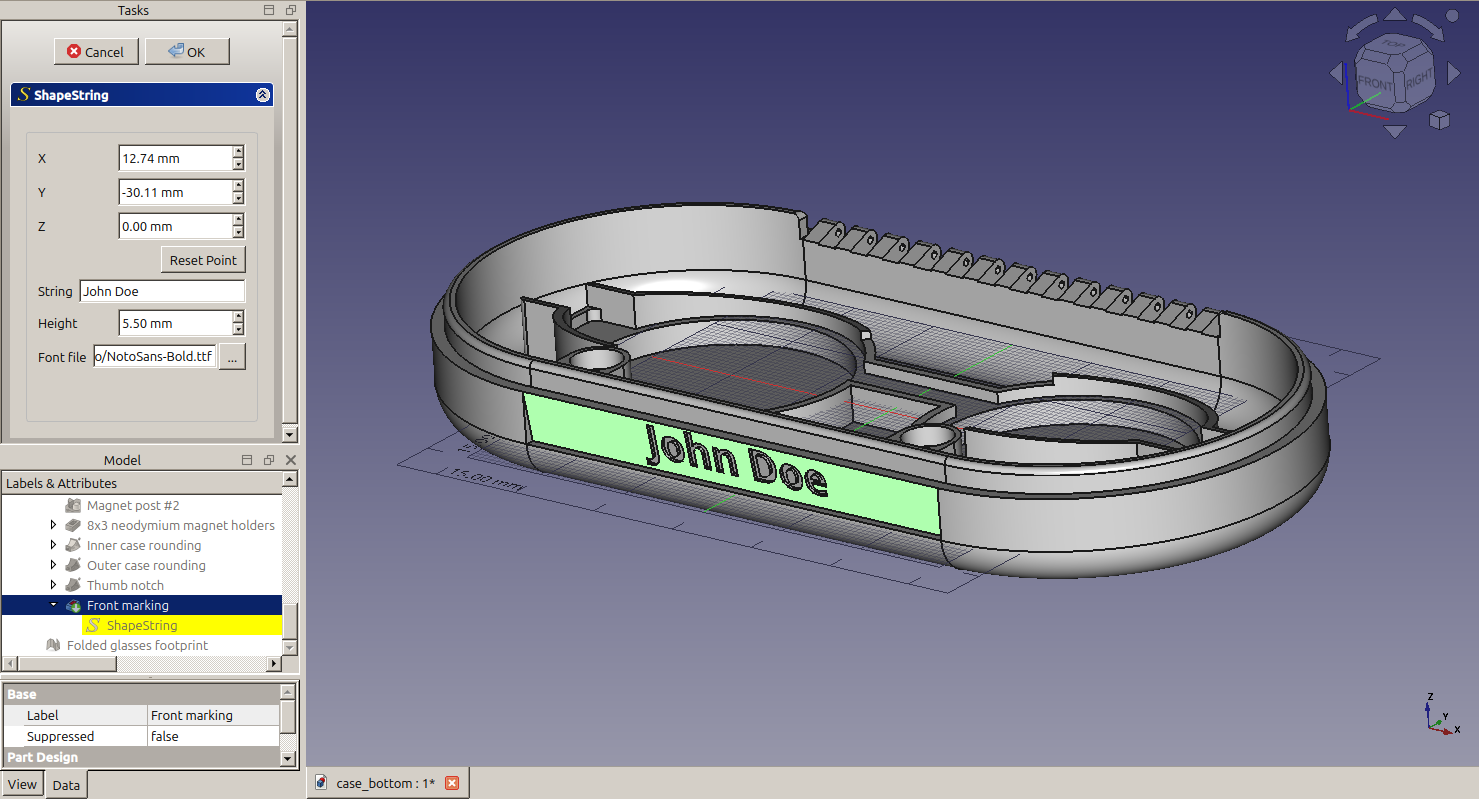 Tasks
Cancel
OK
ShapeString
X
12.74 mm
Y
-30.11 mm
Z
0.00 mm
Reset Point
String
John Doe
Height
5.50 mm
Font file
o/NotoSans-Bold.ttf
...
Model
Labels & Attributes
Magnet post #2
8x3 neodymium magnet holders
Inner case rounding
Outer case rounding
Thumb notch
Front marking
ShapeString
Folded glasses footprint
Base
Label
Front marking
Suppressed
false
Part Design
View
Data
TOP
FRONT
RIGHT
John Doe
15.00 mm
Z
Y
X
case_bottom : 1*